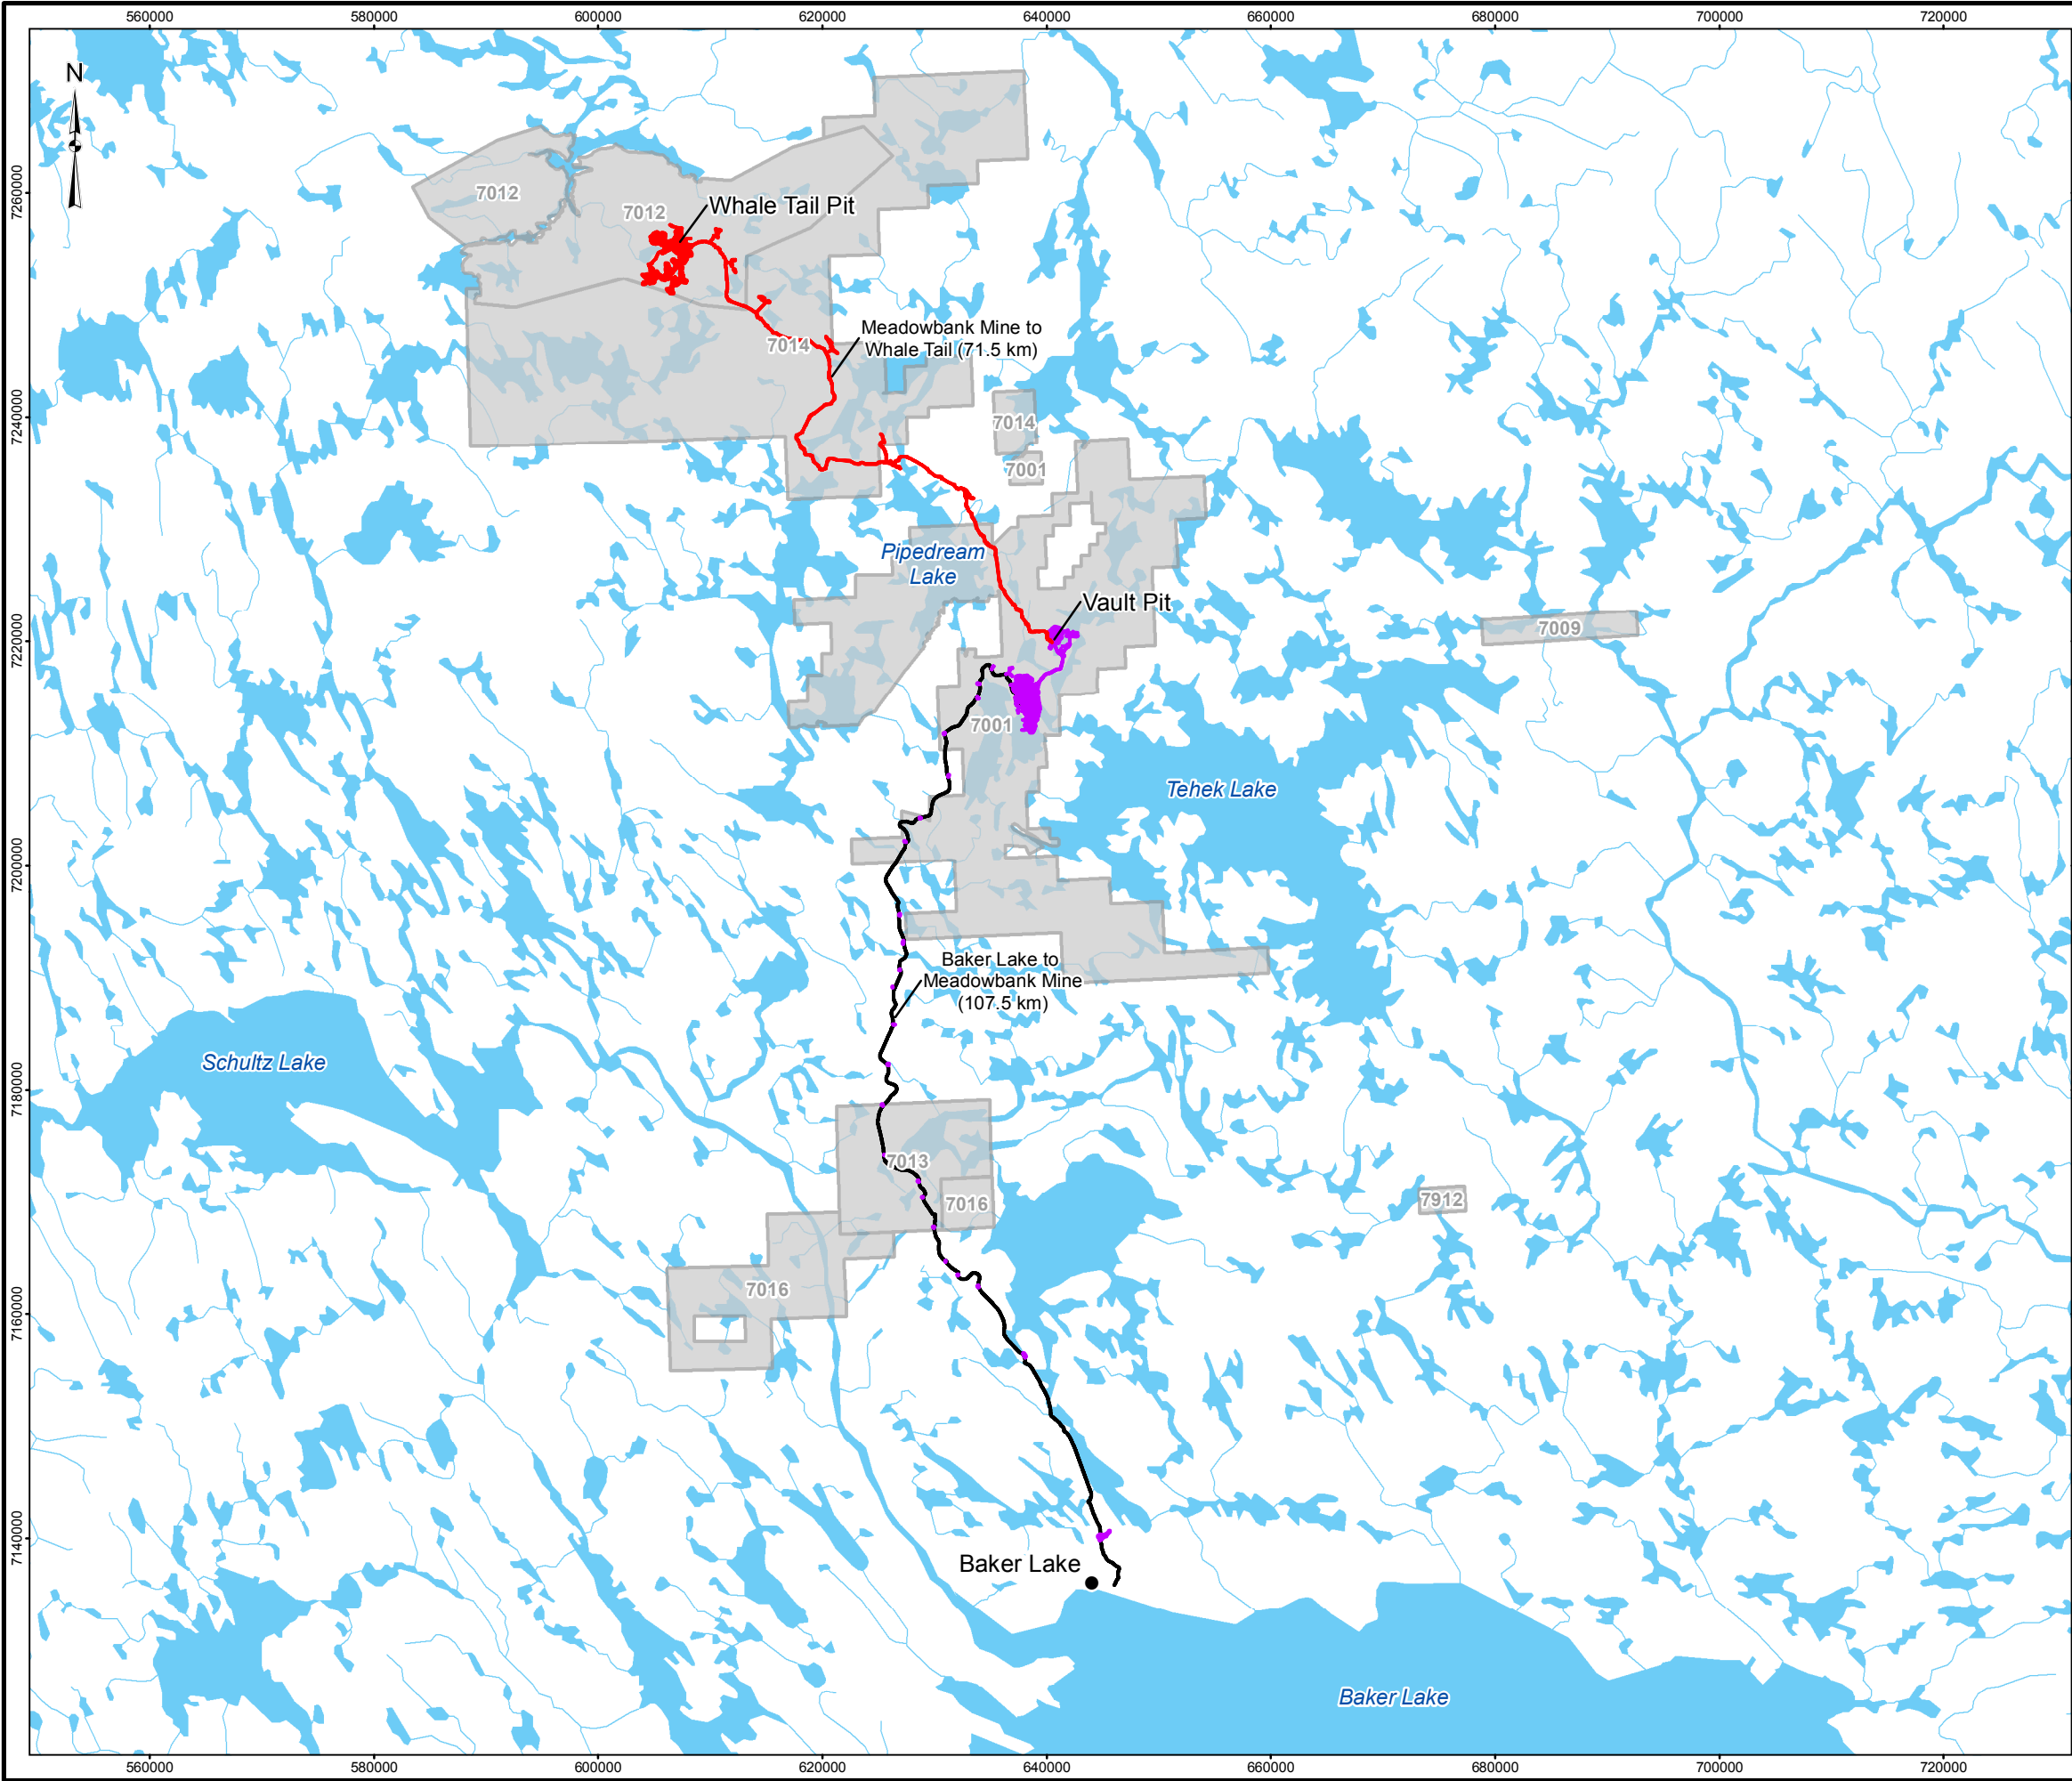 560000 580000 600000 620000 640000 660000 680000 700000 720000
N
7260000
7012
7012
Whale Tail Pit
Meadowbank Mine to
Whale Tail (71.5 km)
7014
7240000
7014
7001
Pipedream
Lake
Vault Pit
7220000
7009
7001
Tehek Lake
7200000
Baker Lake to
Meadowbank Mine
(107.5 km)
Schultz Lake
7180000
7013
7016
7912
7016
7160000
7140000
Baker Lake
Baker Lake
560000 580000 600000 620000 640000 660000 680000 700000 720000